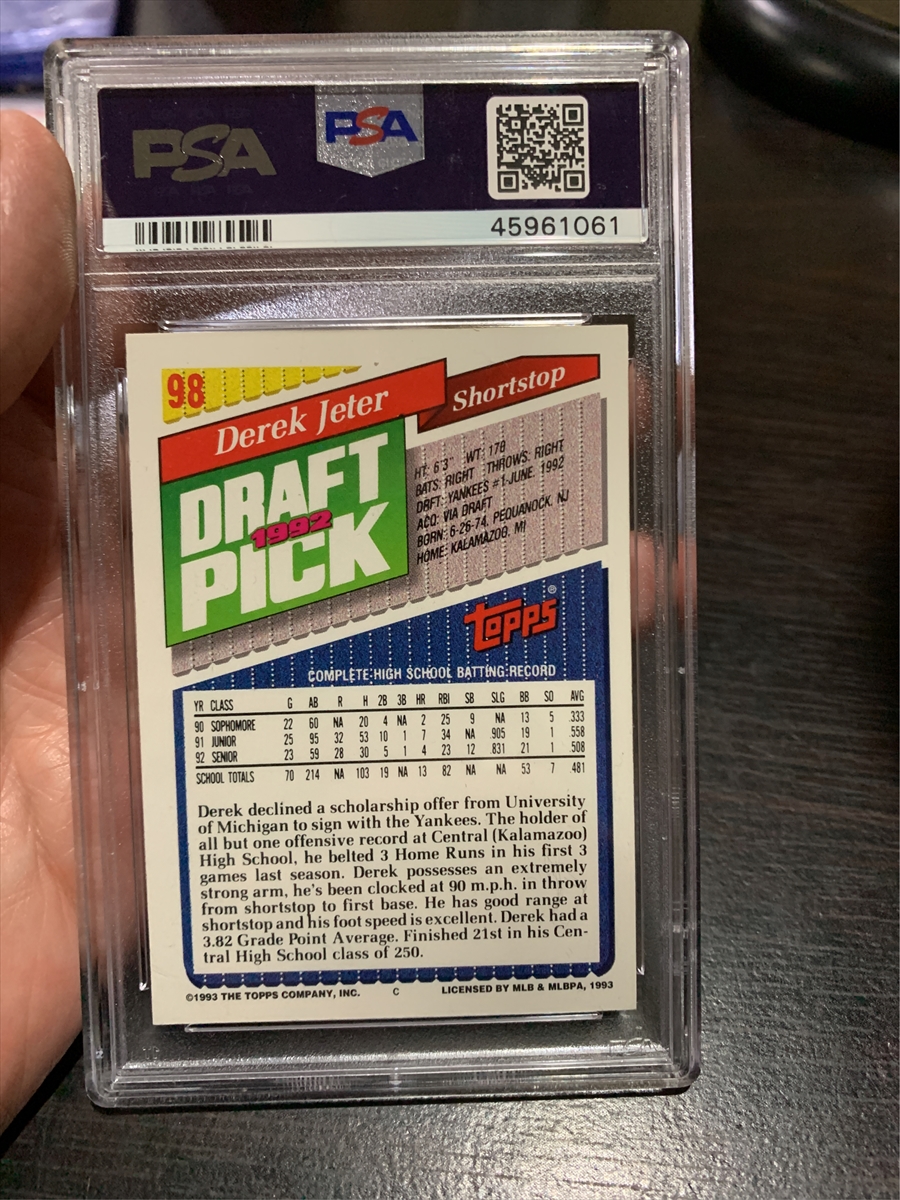 PSA
PSA
45961061
98
Derek Jeter
Shortstop
DRAFT
1992
PICK
HT: 6'3" WT: 178
BATS: RIGHT THROWS: RIGHT
DRFT: YANKEES #1-JUNE, 1992
ACQ: VIA DRAFT
BORN: 6-26-74, PEQUANOCK, NJ
HOME: KALAMAZOO, MI
TOPPS®
COMPLETE HIGH SCHOOL BATTING RECORD
YR CLASS G AB R H 2B 3B HR RBI SB SLG BB SO AVG
90 SOPHOMORE 22 60 NA 20 4 NA 2 25 9 NA 13 5 .333
91 JUNIOR 25 95 32 53 10 1 7 34 NA .905 19 1 .558
92 SENIOR 23 59 28 30 5 1 4 23 12 .831 21 1 .508
SCHOOL TOTALS 70 214 NA 103 19 NA 13 82 NA NA 53 7 .481
Derek declined a scholarship offer from University
of Michigan to sign with the Yankees. The holder of
all but one offensive record at Central (Kalamazoo)
High School, he belted 3 Home Runs in his first 3
games last season. Derek possesses an extremely
strong arm, he's been clocked at 90 m.p.h. in throw
from shortstop to first base. He has good range at
shortstop and his foot speed is excellent. Derek had a
3.82 Grade Point Average. Finished 21st in his Cen-
tral High School class of 250.
©1993 THE TOPPS COMPANY, INC. C LICENSED BY MLB & MLBPA, 1993